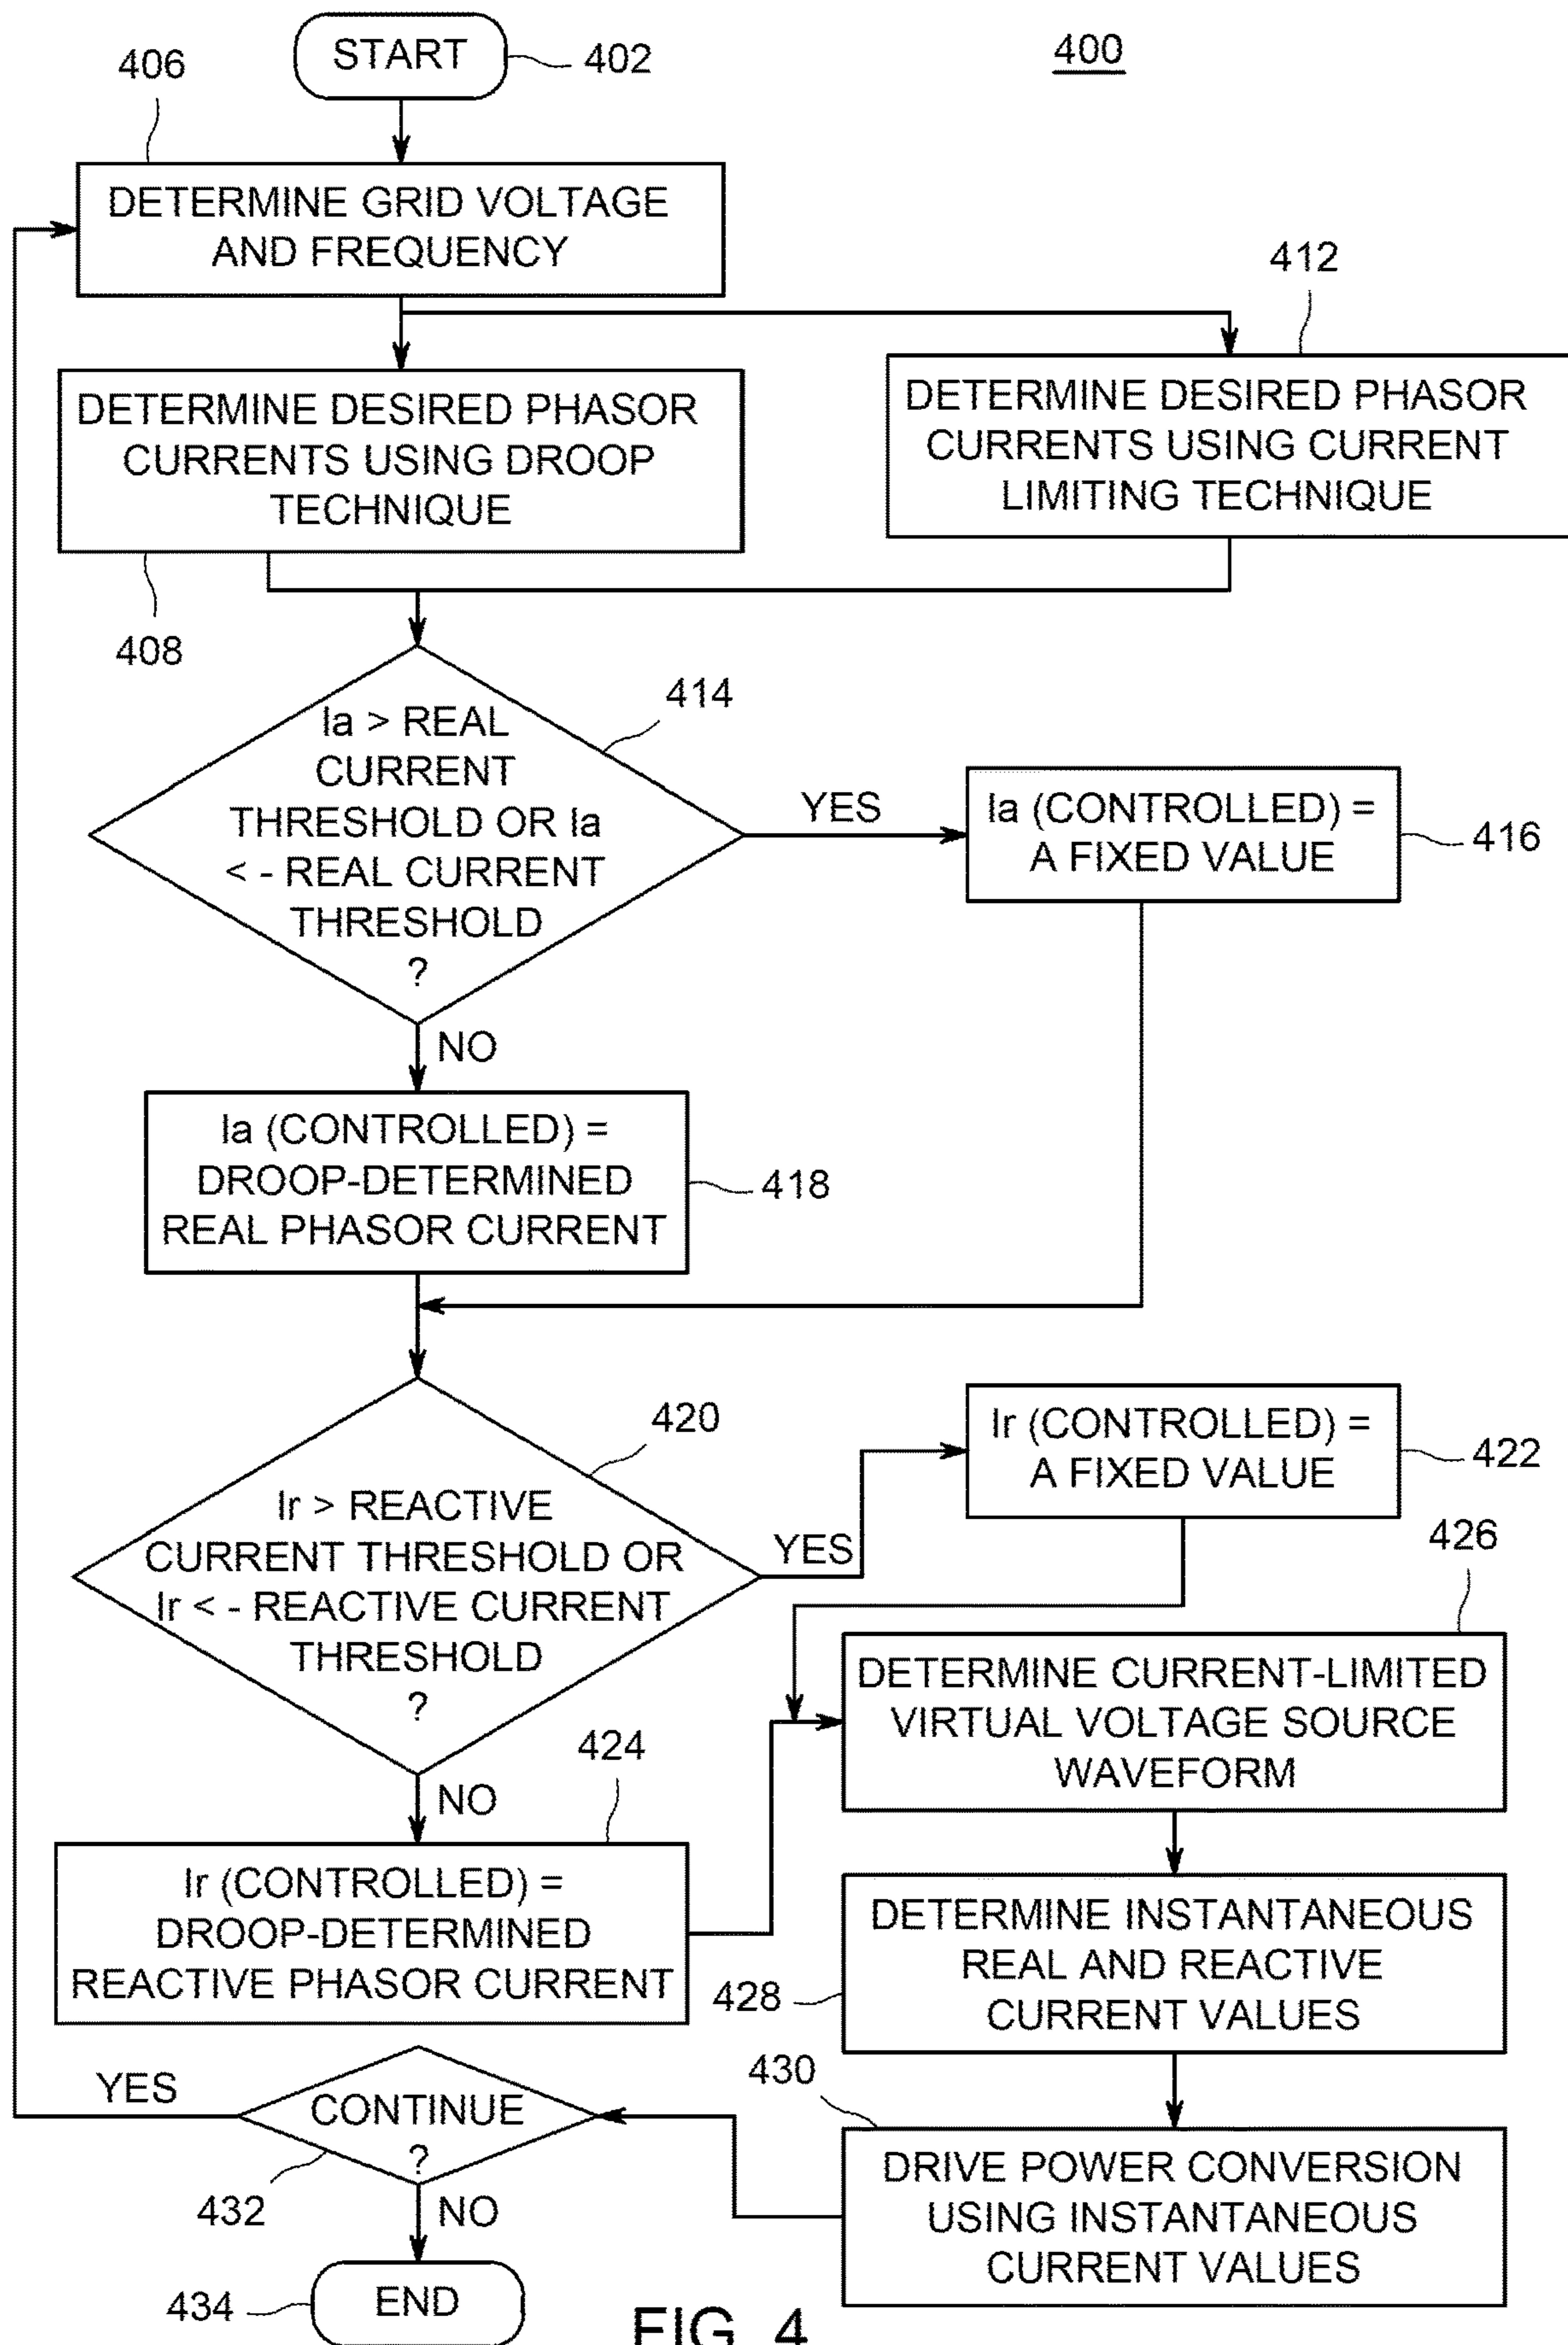 400
START
402
406
DETERMINE GRID VOLTAGE
AND FREQUENCY
412
DETERMINE DESIRED PHASOR
CURRENTS USING DROOP
TECHNIQUE
408
DETERMINE DESIRED PHASOR
CURRENTS USING CURRENT
LIMITING TECHNIQUE
414
Ia > REAL
CURRENT
THRESHOLD OR Ia
< - REAL CURRENT
THRESHOLD
?
YES
Ia (CONTROLLED) =
A FIXED VALUE
416
NO
Ia (CONTROLLED) =
DROOP-DETERMINED
REAL PHASOR CURRENT
418
420
Ir > REACTIVE
CURRENT THRESHOLD OR
Ir < - REACTIVE CURRENT
THRESHOLD
?
YES
Ir (CONTROLLED) =
A FIXED VALUE
422
NO
424
Ir (CONTROLLED) =
DROOP-DETERMINED
REACTIVE PHASOR CURRENT
426
DETERMINE CURRENT-LIMITED
VIRTUAL VOLTAGE SOURCE
WAVEFORM
DETERMINE INSTANTANEOUS
REAL AND REACTIVE
CURRENT VALUES
428
430
DRIVE POWER CONVERSION
USING INSTANTANEOUS
CURRENT VALUES
YES
CONTINUE
?
432
NO
END
434
FIG. 4